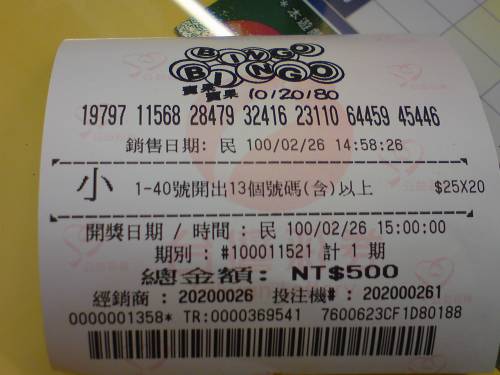 BINGO
BINGO
賓果
賓果 10/20/80
19797 11568 28479 32416 23110 64459 45446
銷售日期: 民 100/02/26 14:58:26
小 1-40號開出13個號碼(含)以上 $25X20
開獎日期 / 時間 : 民 100/02/26 15:00:00
期別 : #100011521 計 1 期
總金額: NT$500
經銷商 : 20200026 投注機# : 202000261
0000001358* TR:0000369541 7600623CF1D80188